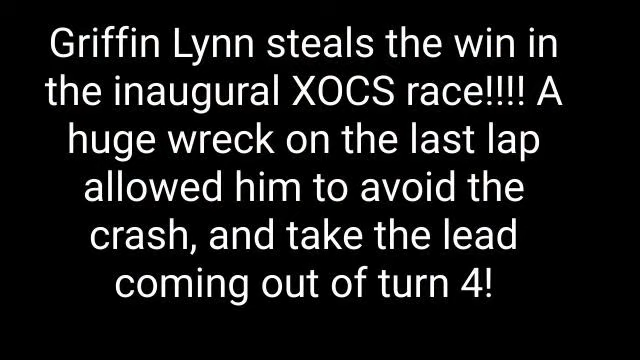 Griffin Lynn steals the win in
the inaugural XOCS race!!!! A
huge wreck on the last lap
allowed him to avoid the
crash, and take the lead
coming out of turn 4!